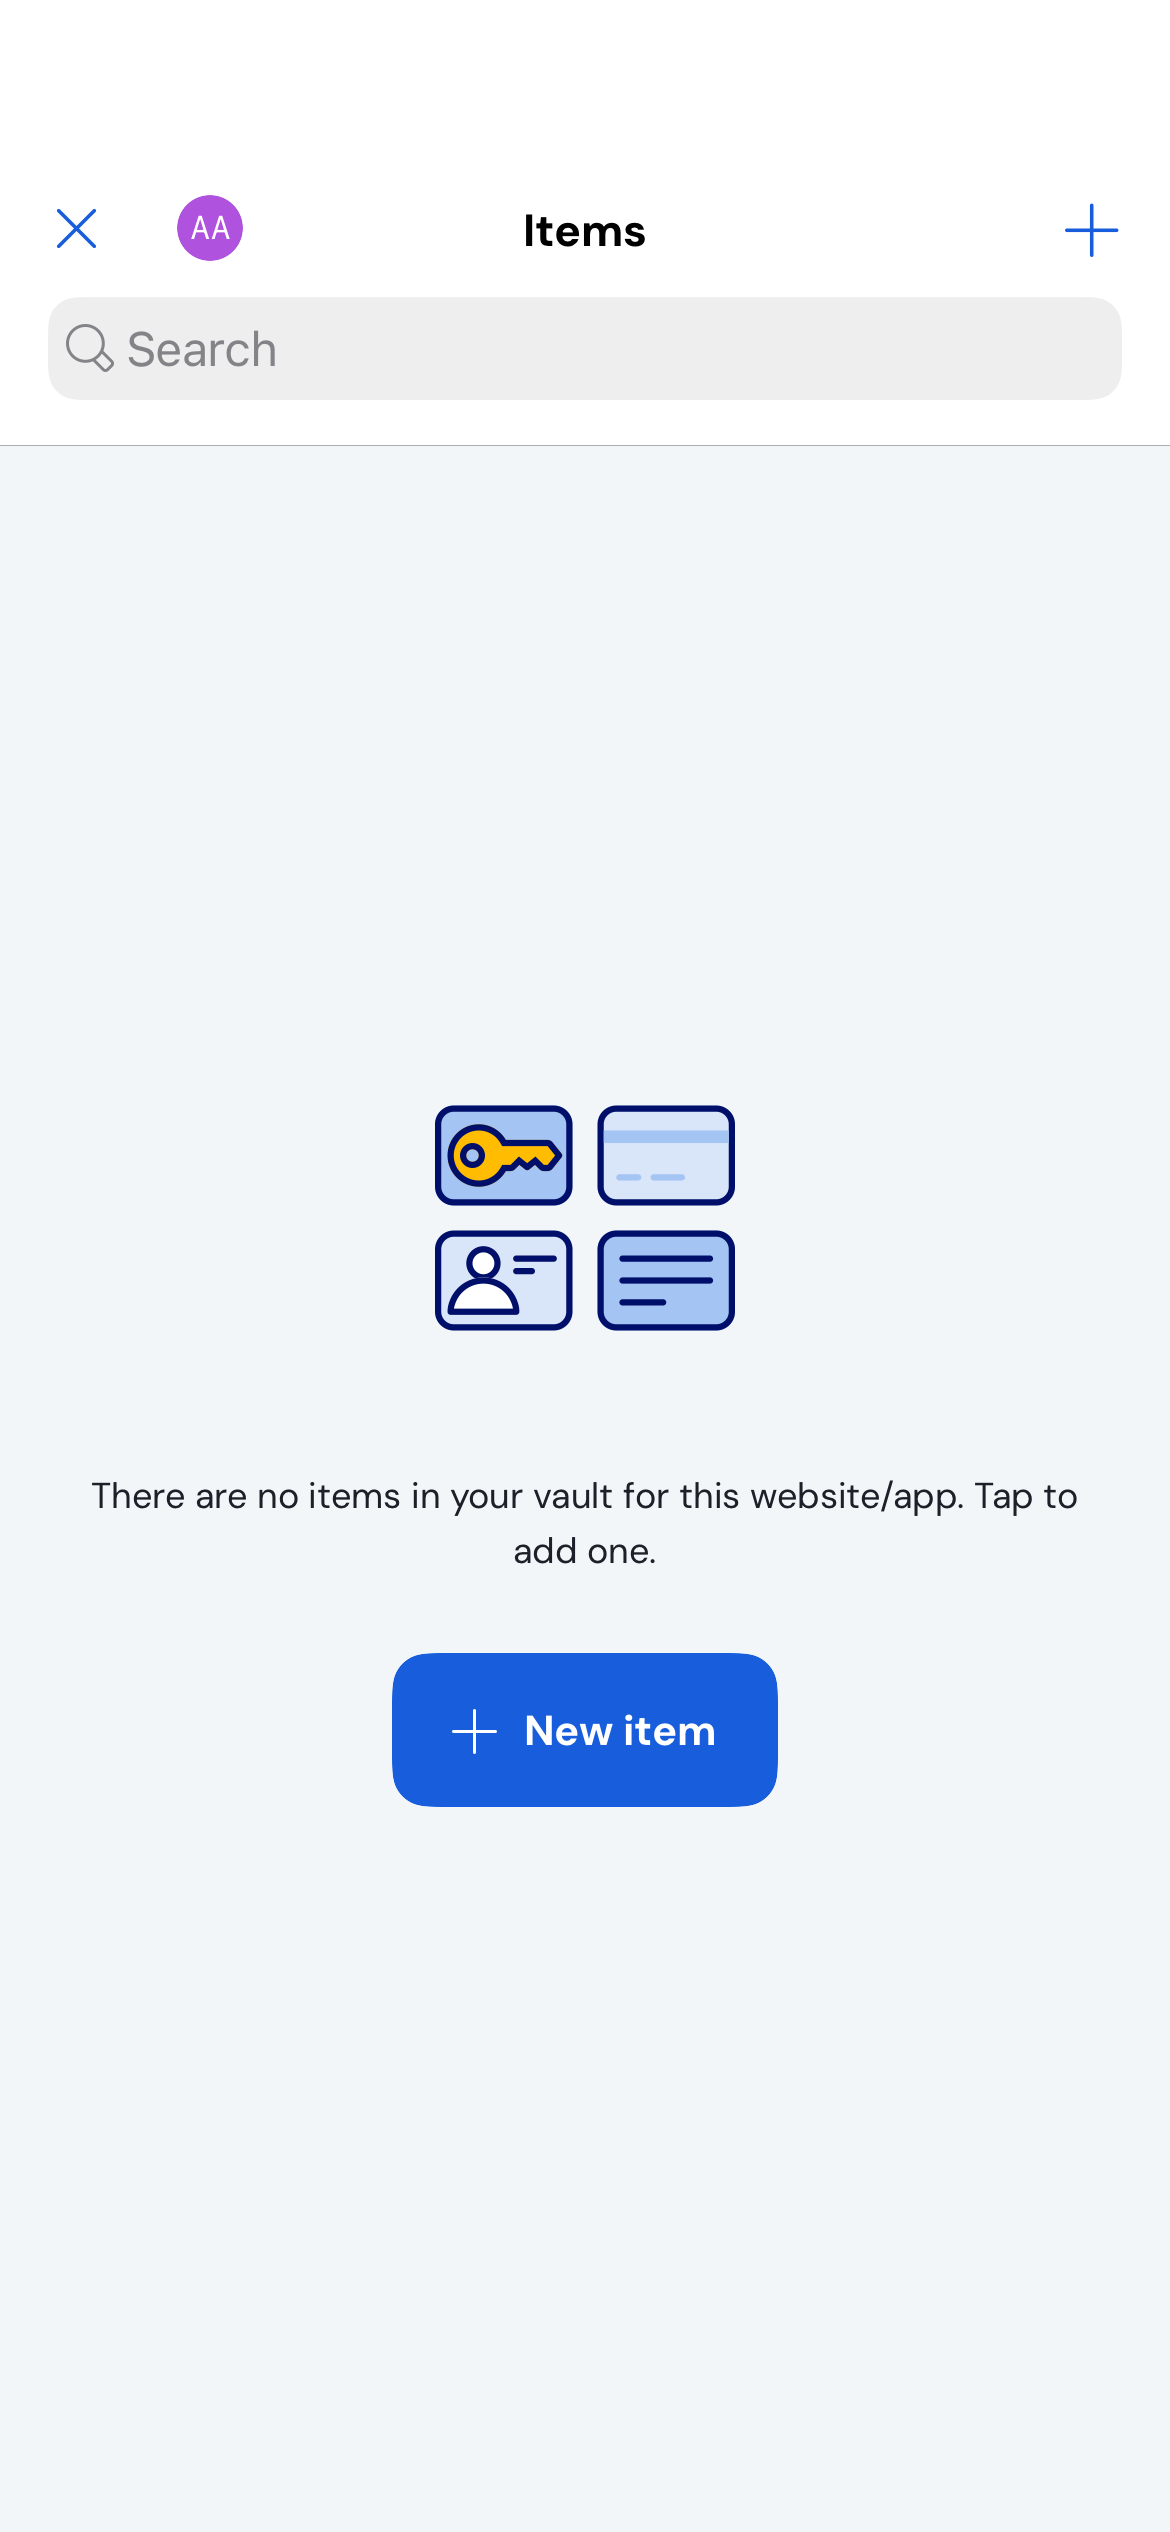 AA
Items
Search
There are no items in your vault for this website/app. Tap to
add one.
New item